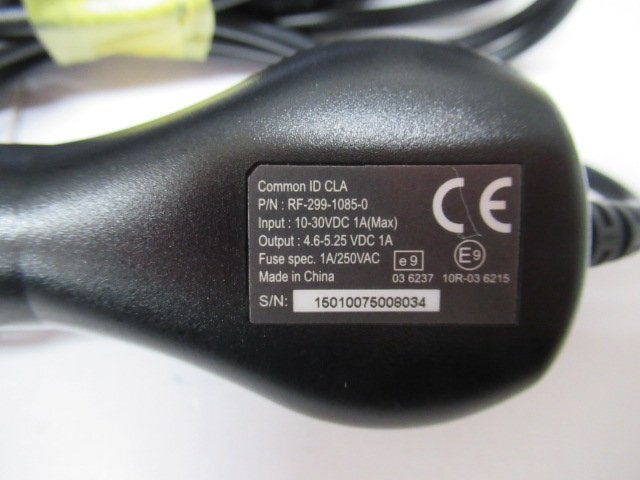 Common ID CLA
P/N : RF-299-1085-0
Input : 10-30VDC 1A(Max)
Output : 4.6-5.25 VDC 1A
Fuse spec. 1A/250VAC
Made in China
CE
e9
03 6237
E9
10R-03 6215
S/N: 15010075008034